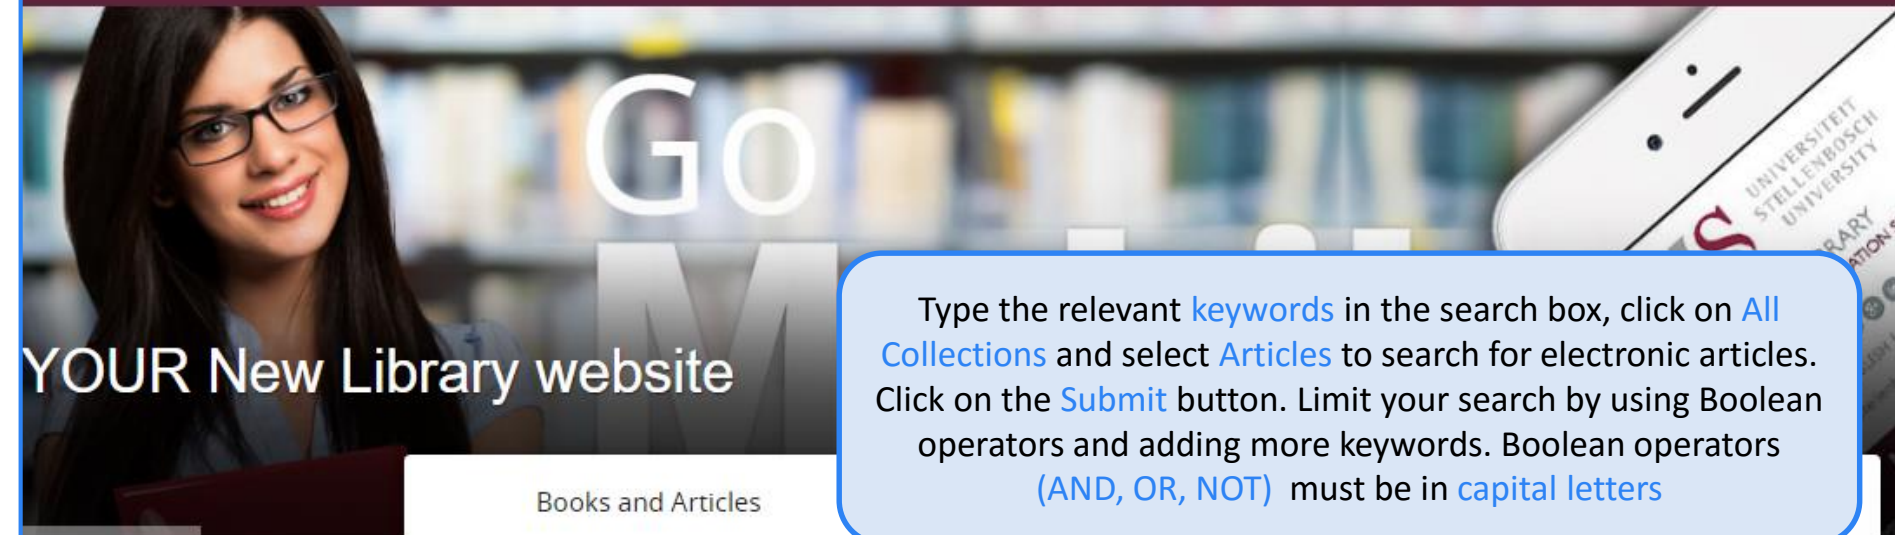 Go
UNIVERSITEIT
STELLENBOSCH
UNIVERSITY
YOUR New Library website
Type the relevant keywords in the search box, click on All
Collections and select Articles to search for electronic articles.
Click on the Submit button. Limit your search by using Boolean
operators and adding more keywords. Boolean operators
(AND, OR, NOT) must be in capital letters
Books and Articles